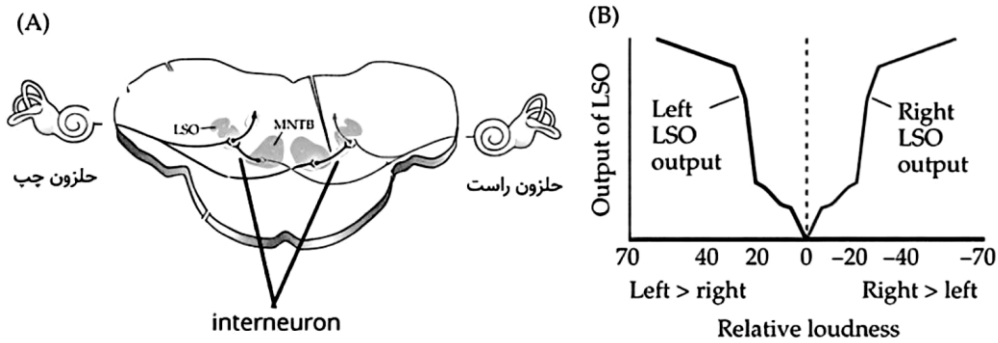 (A)
LSO
MNTB
حلزون چپ
حلزون راست
interneuron
(B)
Output of LSO
Left
LSO
output
Right
LSO
output
70 40 20 0 –20 –40 –70
Left > right Right > left
Relative loudness